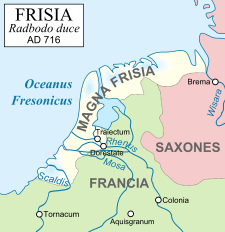 FRISIA
Radbodo duce
AD 716
Oceanus
Fresonicus
MAGNA FRISIA
Brema
Wisara
Traiectum
Rhenus
Dorestate
Mosa
SAXONES
Scaldis
FRANCIA
Colonia
Tornacum
Aquisgranum